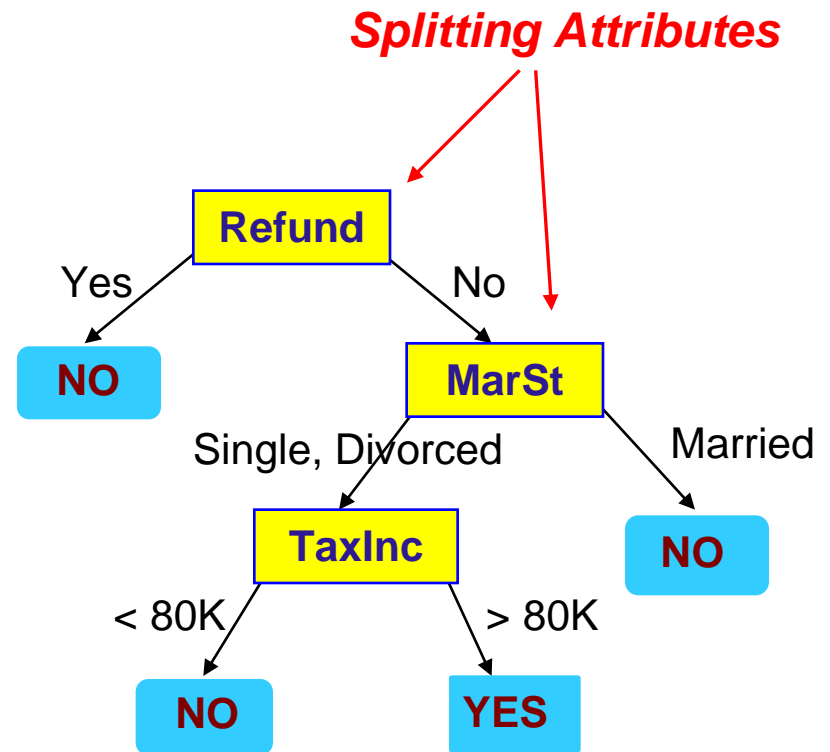 Splitting Attributes
Refund
Yes
No
NO
MarSt
Single, Divorced
Married
TaxInc
NO
< 80K
> 80K
NO
YES